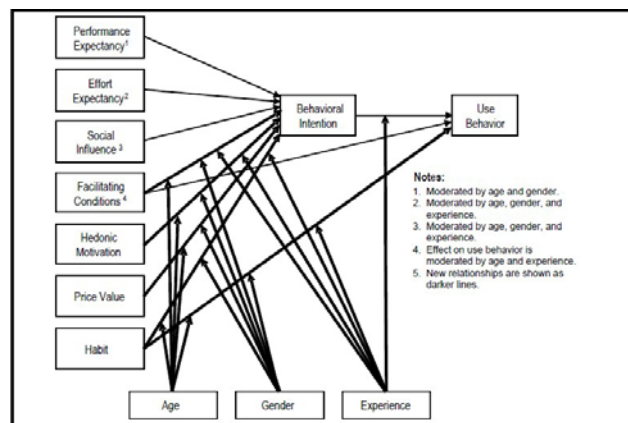 Performance
Expectancy¹
Effort
Expectancy²
Social
Influence ³
Facilitating
Conditions ⁴
Hedonic
Motivation
Price Value
Habit
Behavioral
Intention
Use
Behavior
Notes:
1. Moderated by age and gender.
2. Moderated by age, gender, and
experience.
3. Moderated by age, gender, and
experience.
4. Effect on use behavior is
moderated by age and experience.
5. New relationships are shown as
darker lines.
Age
Gender
Experience